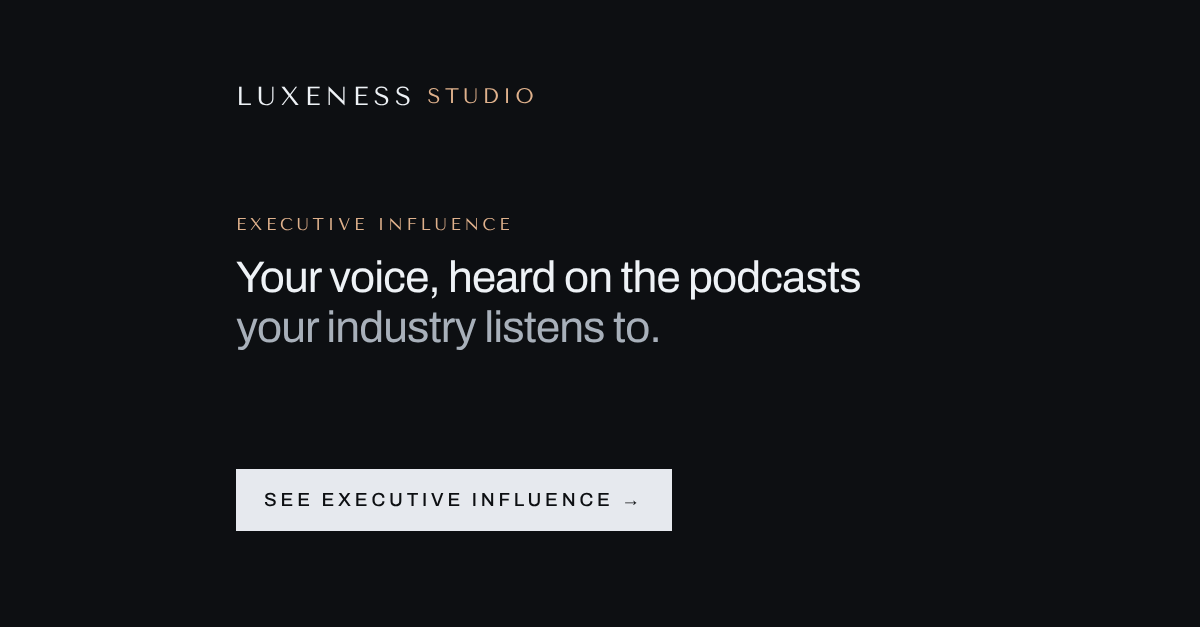 LUXENESS STUDIO
EXECUTIVE INFLUENCE
Your voice, heard on the podcasts
your industry listens to.
SEE EXECUTIVE INFLUENCE →